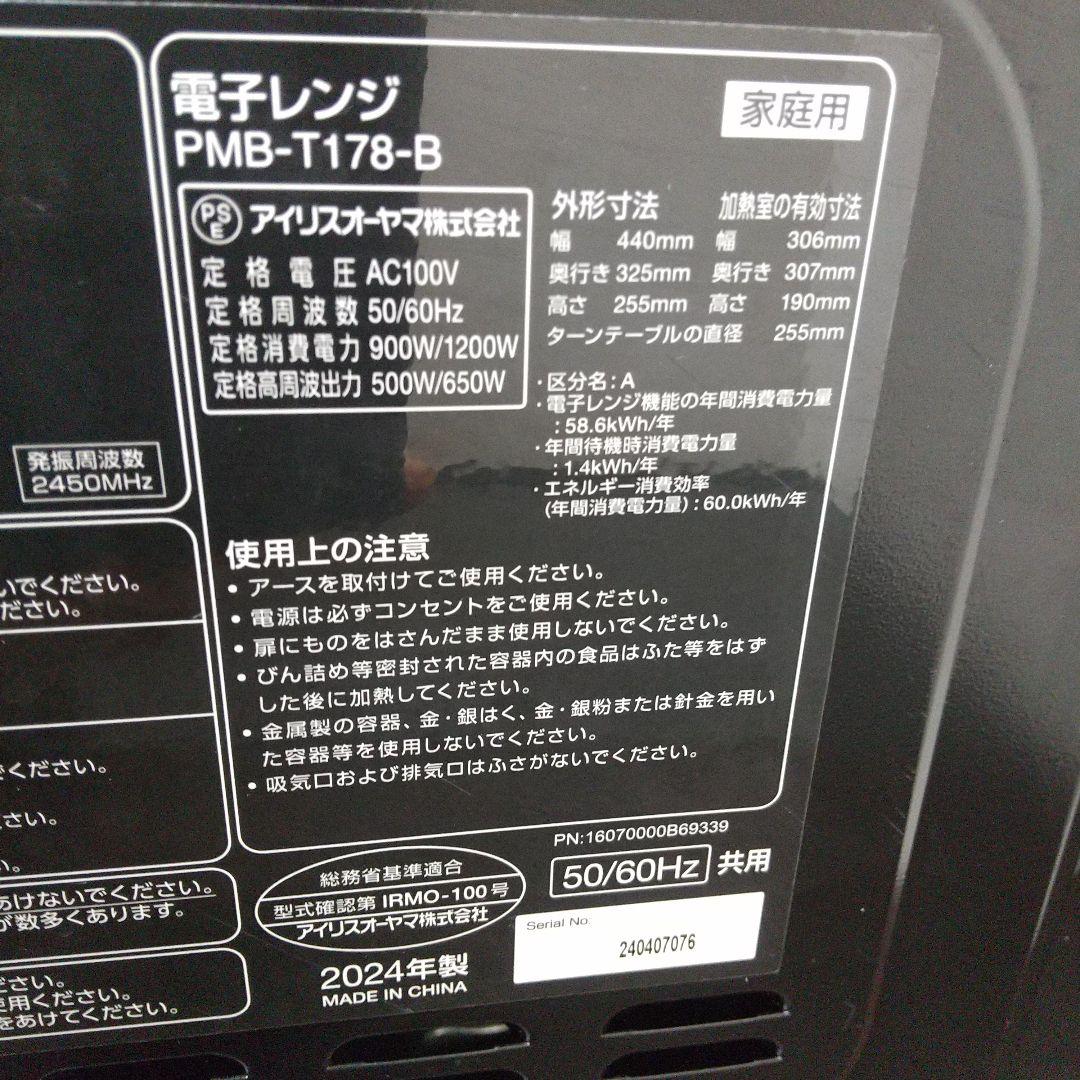 電子レンジ
PMB-T178-B
家庭用
PSE アイリスオーヤマ株式会社
定格電圧 AC100V
定格周波数 50/60Hz
定格消費電力 900W/1200W
定格高周波出力 500W/650W
外形寸法
幅 440mm
奥行き 325mm
高さ 255mm
加熱室の有効寸法
幅 306mm
奥行き 307mm
高さ 190mm
ターンテーブルの直径 255mm
・区分名：A
・電子レンジ機能の年間消費電力量
：58.6kWh/年
・年間待機時消費電力量
：1.4kWh/年
・エネルギー消費効率
(年間消費電力量)：60.0kWh/年
発振周波数
2450MHz
使用上の注意
• アースを取付けてご使用ください。
• 電源は必ずコンセントをご使用ください。
• 扉にものをはさんだまま使用しないでください。
• びん詰め等密封された容器内の食品はふた等をはず
した後に加熱してください。
• 金属製の容器、金・銀はく、金・銀粉または針金を用い
た容器等を使用しないでください。
• 吸気口および排気口はふさがないでください。
いでください。
ださい。
ください。
さい。
あけないでください。
が数多くあります。
ださい。
使用ください。
をあけてください。
PN:16070000B69339
50/60Hz 共用
総務省基準適合
型式確認第 IRMO-100号
アイリスオーヤマ株式会社
Serial No:
240407076
2024年製
MADE IN CHINA